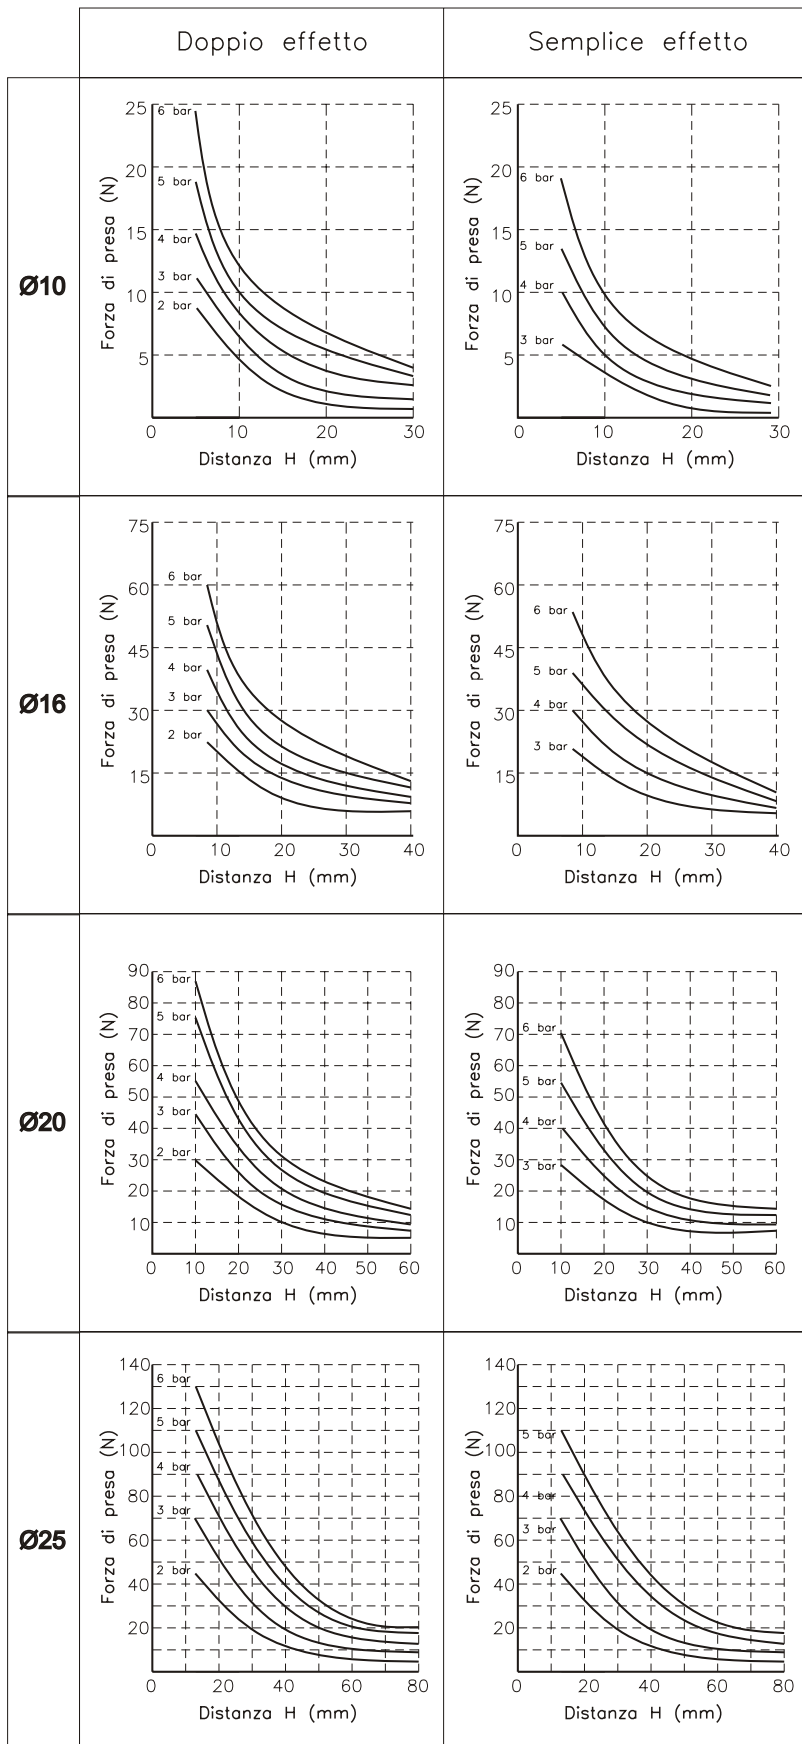 Doppio effetto
Semplice effetto
Ø10
25
20
15
10
5
6 bar
5 bar
4 bar
3 bar
2 bar
Forza di presa (N)
0 10 20 30
Distanza H (mm)
25
20
15
10
5
6 bar
5 bar
4 bar
3 bar
Forza di presa (N)
0 10 20 30
Distanza H (mm)
Ø16
75
60
45
30
15
6 bar
5 bar
4 bar
3 bar
2 bar
Forza di presa (N)
0 10 20 30 40
Distanza H (mm)
75
60
45
30
15
6 bar
5 bar
4 bar
3 bar
Forza di presa (N)
0 10 20 30 40
Distanza H (mm)
Ø20
90
80
70
60
50
40
30
20
10
6 bar
5 bar
4 bar
3 bar
2 bar
Forza di presa (N)
0 10 20 30 40 50 60
Distanza H (mm)
90
80
70
60
50
40
30
20
10
6 bar
5 bar
4 bar
3 bar
Forza di presa (N)
0 10 20 30 40 50 60
Distanza H (mm)
Ø25
140
120
100
80
60
40
20
6 bar
5 bar
4 bar
3 bar
2 bar
Forza di presa (N)
0 20 40 60 80
Distanza H (mm)
140
120
100
80
60
40
20
5 bar
4 bar
3 bar
2 bar
Forza di presa (N)
0 20 40 60 80
Distanza H (mm)